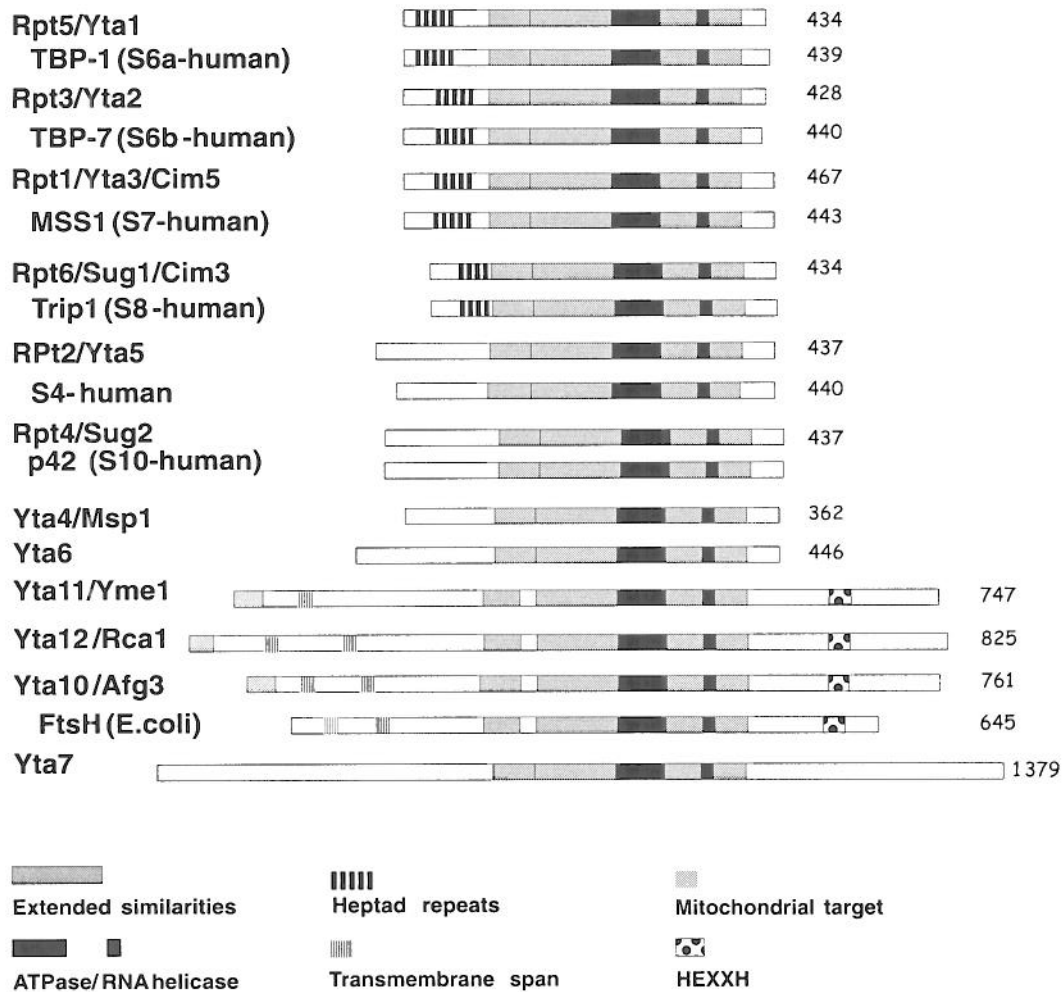 Rpt5/Yta1 434
TBP-1 (S6a-human) 439
Rpt3/Yta2 428
TBP-7 (S6b-human) 440
Rpt1/Yta3/Cim5 467
MSS1 (S7-human) 443
Rpt6/Sug1/Cim3 434
Trip1 (S8-human)
RPt2/Yta5 437
S4-human 440
Rpt4/Sug2 437
p42 (S10-human)
Yta4/Msp1 362
Yta6 446
Yta11/Yme1 747
Yta12/Rca1 825
Yta10/Afg3 761
FtsH (E.coli) 645
Yta7 1379
Extended similarities Heptad repeats Mitochondrial target
ATPase/RNA helicase Transmembrane span HEXXH